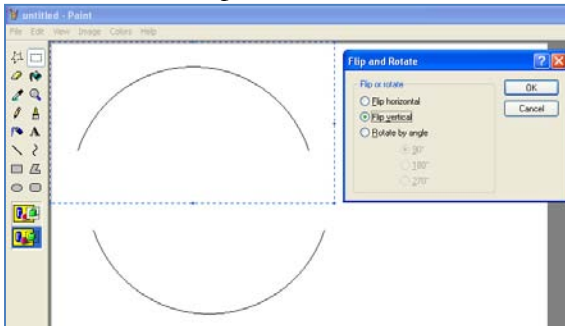 untitled - Paint
File Edit View Image Colors Help
A
Flip and Rotate
Flip or rotate
Flip horizontal
Flip vertical
Rotate by angle
90°
180°
270°
OK
Cancel